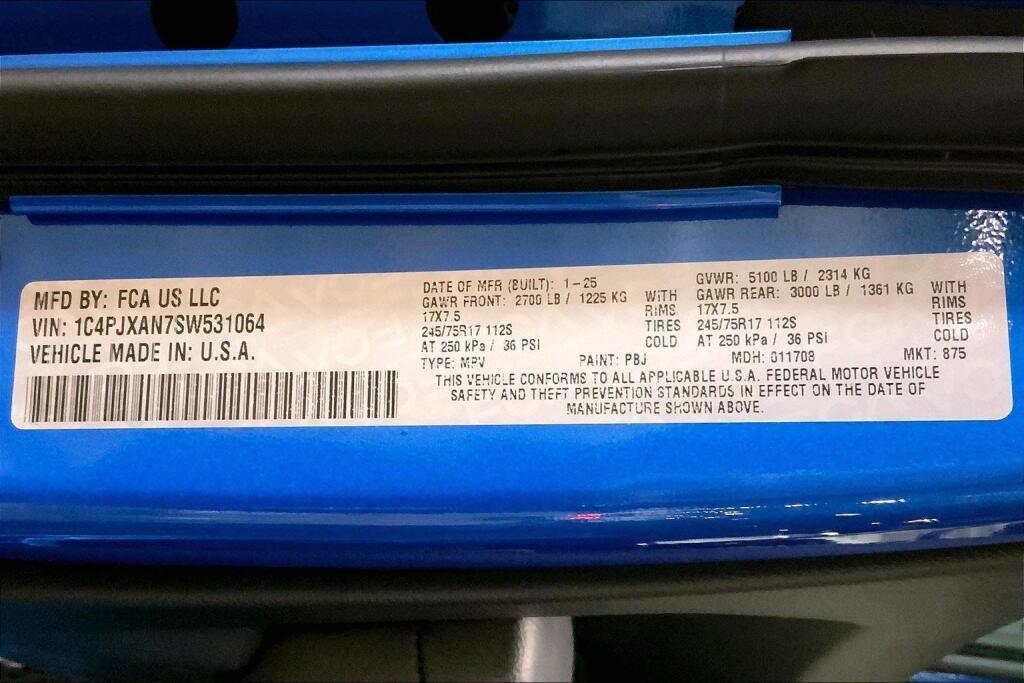 MFD BY: FCA US LLC
VIN: 1C4PJXAN7SW531064
VEHICLE MADE IN: U.S.A.
DATE OF MFR (BUILT): 1-25
GAWR FRONT: 2700 LB / 1225 KG WITH
17X7.5 RIMS
245/75R17 112S TIRES
AT 250 kPa / 36 PSI COLD
GVWR: 5100 LB / 2314 KG
GAWR REAR: 3000 LB / 1361 KG WITH
17X7.5 RIMS
245/75R17 112S TIRES
AT 250 kPa / 36 PSI COLD
TYPE: MPV PAINT: PBJ MDH: 011708 MKT: 875
THIS VEHICLE CONFORMS TO ALL APPLICABLE U.S.A. FEDERAL MOTOR VEHICLE
SAFETY AND THEFT PREVENTION STANDARDS IN EFFECT ON THE DATE OF
MANUFACTURE SHOWN ABOVE.